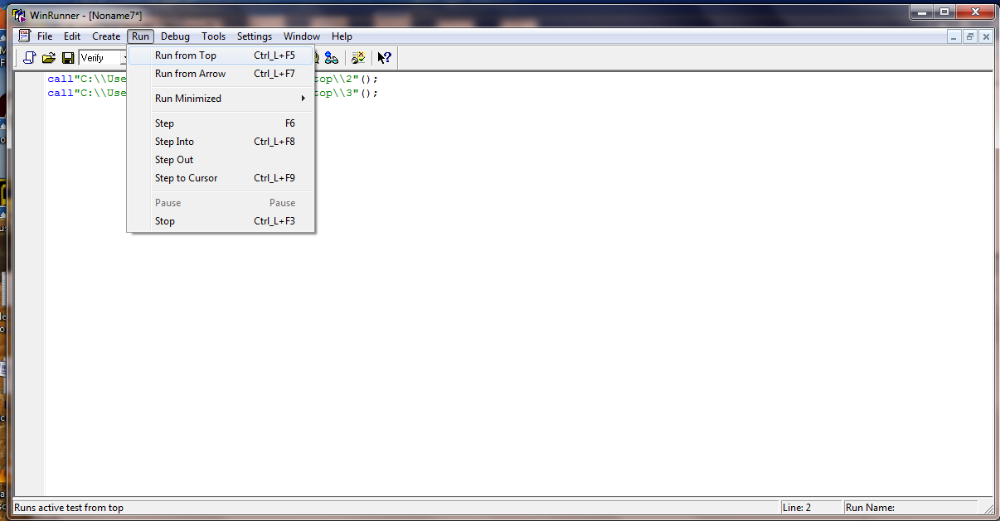 WinRunner - [Noname7*]
File Edit Create Run Debug Tools Settings Window Help
Verify
Run from Top Ctrl_L+F5
Run from Arrow Ctrl_L+F7
Run Minimized
Step F6
Step Into Ctrl_L+F8
Step Out
Step to Cursor Ctrl_L+F9
Pause Pause
Stop Ctrl_L+F3
call"C:\\Use top\\2"();
call"C:\\Use top\\3"();
Runs active test from top Line: 2 Run Name: